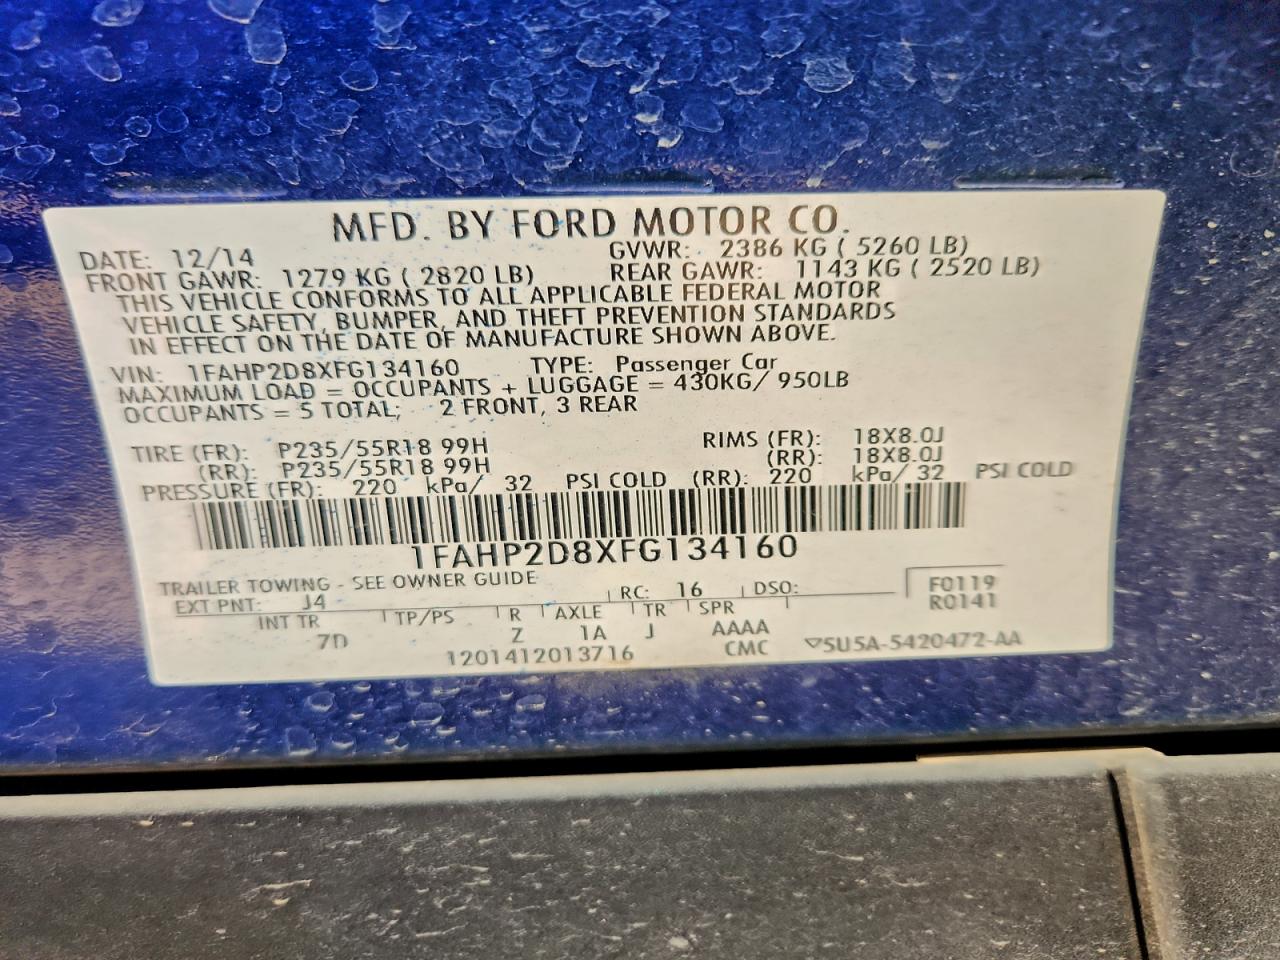 MFD. BY FORD MOTOR CO.
DATE: 12/14 GVWR: 2386 KG ( 5260 LB)
FRONT GAWR: 1279 KG ( 2820 LB) REAR GAWR: 1143 KG ( 2520 LB)
THIS VEHICLE CONFORMS TO ALL APPLICABLE FEDERAL MOTOR
VEHICLE SAFETY, BUMPER, AND THEFT PREVENTION STANDARDS
IN EFFECT ON THE DATE OF MANUFACTURE SHOWN ABOVE.
VIN: 1FAHP2D8XFG134160 TYPE: Passenger Car
MAXIMUM LOAD = OCCUPANTS + LUGGAGE = 430KG/ 950LB
OCCUPANTS = 5 TOTAL; 2 FRONT, 3 REAR
TIRE (FR): P235/55R18 99H RIMS (FR): 18X8.0J
(RR): P235/55R18 99H (RR): 18X8.0J
PRESSURE (FR): 220 kPa/ 32 PSI COLD (RR): 220 kPa/ 32 PSI COLD
1FAHP2D8XFG134160
TRAILER TOWING - SEE OWNER GUIDE
EXT PNT: J4 RC: 16 DSO: F0119
R0141
INT TR TP/PS R AXLE TR SPR
7D Z 1A J AAAA
1201412013716 CMC ▽5U5A-5420472-AA